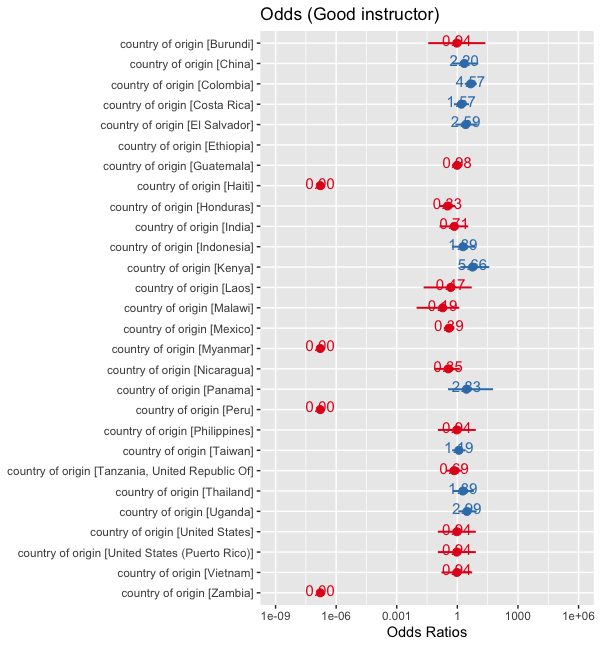 Odds (Good instructor)
country of origin [Burundi] 0.94
country of origin [China] 2.20
country of origin [Colombia] 4.57
country of origin [Costa Rica] 1.57
country of origin [El Salvador] 2.59
country of origin [Ethiopia]
country of origin [Guatemala] 0.98
country of origin [Haiti] 0.00
country of origin [Honduras] 0.33
country of origin [India] 0.71
country of origin [Indonesia] 1.89
country of origin [Kenya] 5.66
country of origin [Laos] 0.47
country of origin [Malawi] 0.19
country of origin [Mexico] 0.39
country of origin [Myanmar] 0.00
country of origin [Nicaragua] 0.35
country of origin [Panama] 2.83
country of origin [Peru] 0.00
country of origin [Philippines] 0.94
country of origin [Taiwan] 1.19
country of origin [Tanzania, United Republic Of] 0.69
country of origin [Thailand] 1.89
country of origin [Uganda] 2.99
country of origin [United States] 0.94
country of origin [United States (Puerto Rico)] 0.94
country of origin [Vietnam] 0.94
country of origin [Zambia] 0.00
1e-09 1e-06 0.001 1 1000 1e+06
Odds Ratios